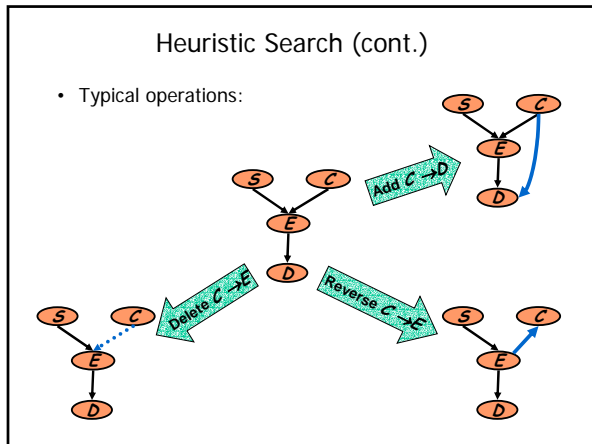 Heuristic Search (cont.)
• Typical operations:
S C
E
D
Add C →D
S C
E
D
Delete C →E
Reverse C →E
S C
E
D
S C
E
D